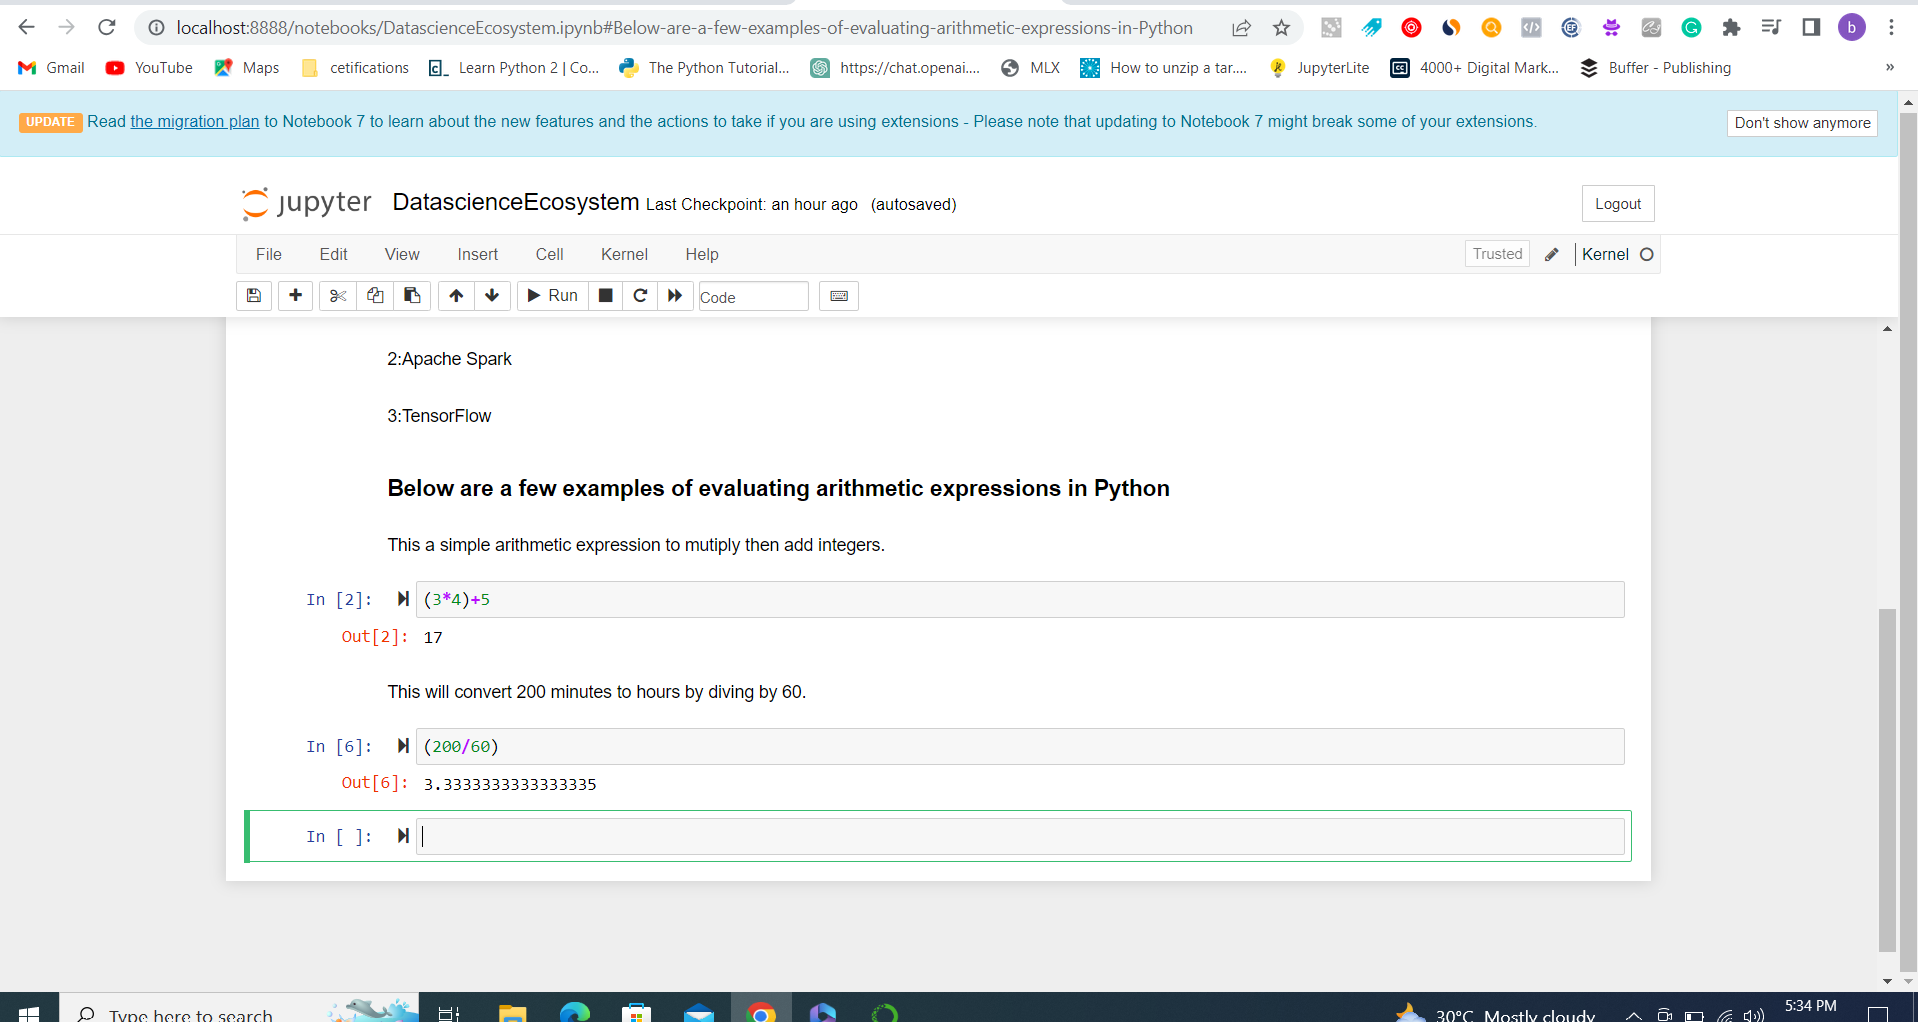 localhost:8888/notebooks/DatascienceEcosystem.ipynb#Below-are-a-few-examples-of-evaluating-arithmetic-expressions-in-Python
b
Gmail YouTube Maps cetifications Learn Python 2 | Co... The Python Tutorial... https://chat.openai.... MLX How to unzip a tar.... JupyterLite 4000+ Digital Mark... Buffer - Publishing »
UPDATE Read the migration plan to Notebook 7 to learn about the new features and the actions to take if you are using extensions - Please note that updating to Notebook 7 might break some of your extensions.
Don't show anymore
jupyter DatascienceEcosystem Last Checkpoint: an hour ago (autosaved)
Logout
File Edit View Insert Cell Kernel Help Trusted Kernel
Run Code
2:Apache Spark
3:TensorFlow
Below are a few examples of evaluating arithmetic expressions in Python
This a simple arithmetic expression to mutiply then add integers.
In [2]: (3*4)+5
Out[2]: 17
This will convert 200 minutes to hours by diving by 60.
In [6]: (200/60)
Out[6]: 3.3333333333333335
In [ ]:
Type here to search 30°C Mostly cloudy 5:34 PM